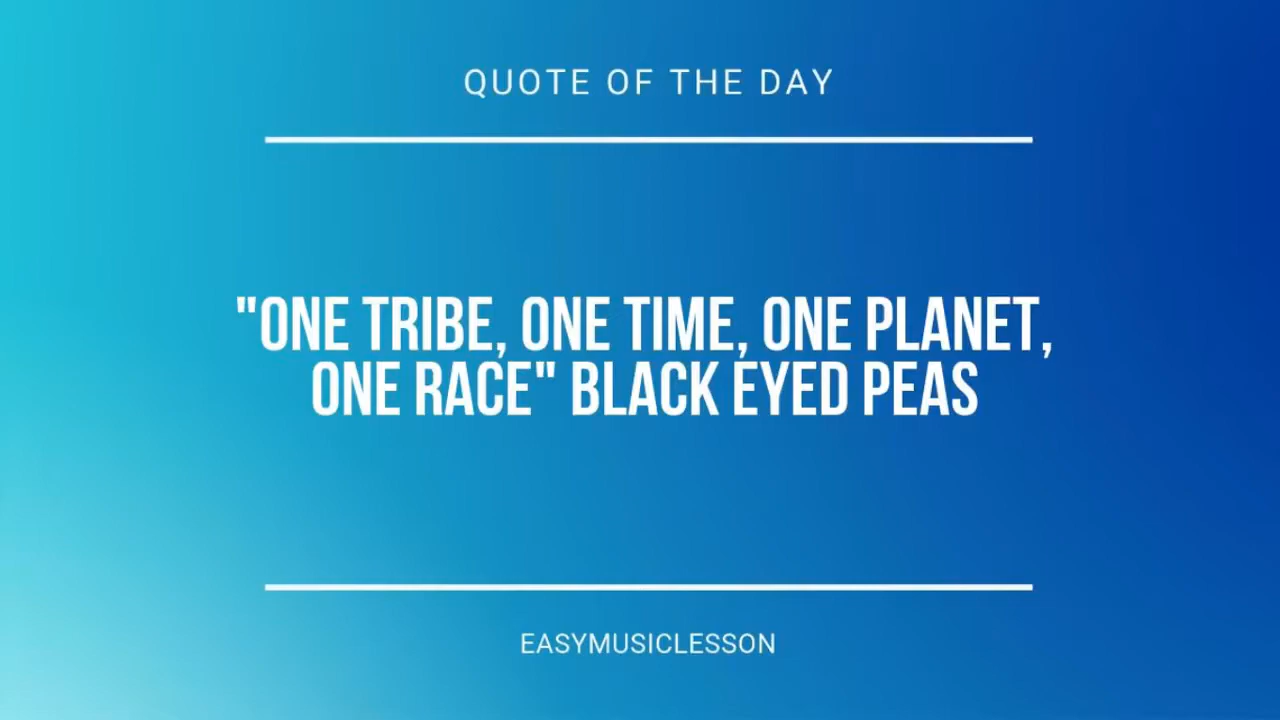 QUOTE OF THE DAY
"ONE TRIBE, ONE TIME, ONE PLANET,
ONE RACE" BLACK EYED PEAS
EASYMUSICLESSON